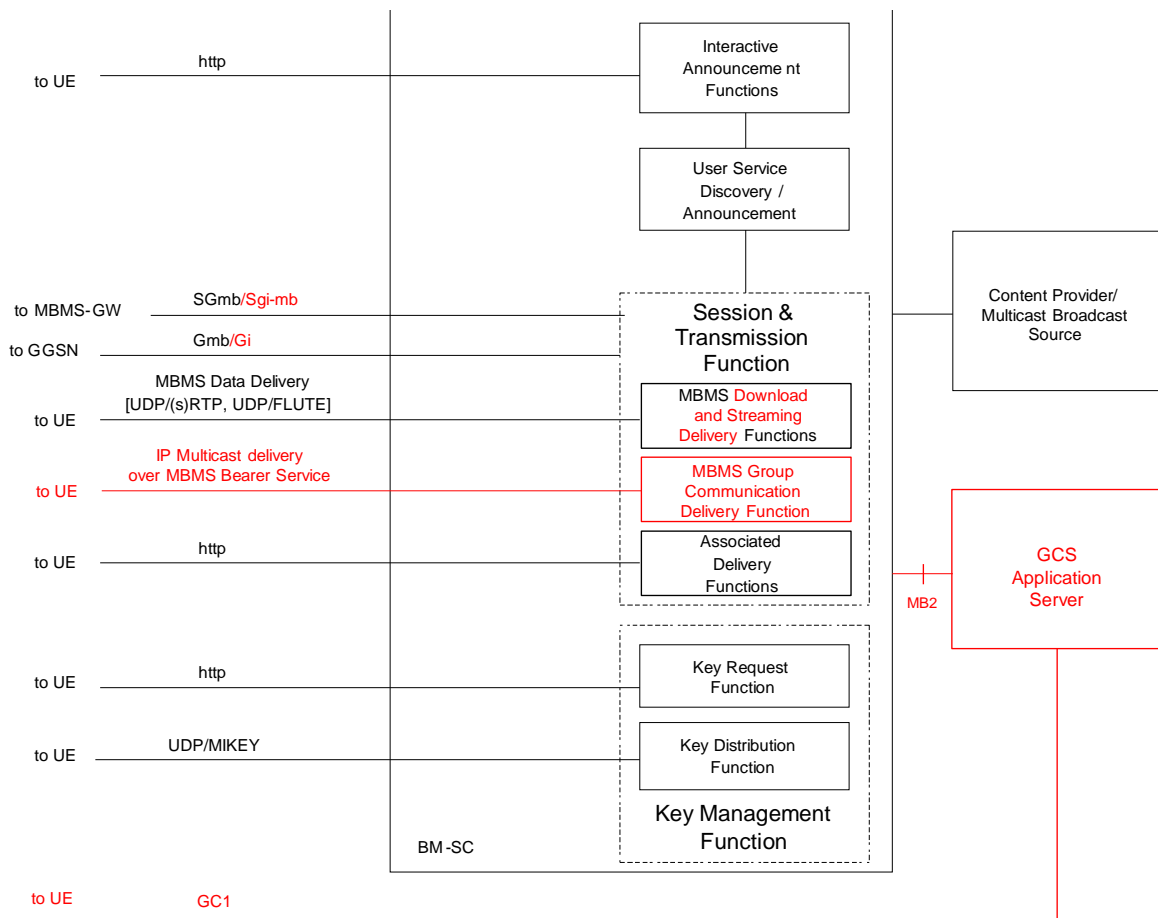 Interactive
Announceme nt
Functions
http
to UE
User Service
Discovery /
Announcement
SGmb/Sgi-mb
to MBMS-GW
Session &
Transmission
Function
Content Provider/
Multicast Broadcast
Source
Gmb/Gi
to GGSN
MBMS Data Delivery
[UDP/(s)RTP, UDP/FLUTE]
to UE
MBMS Download
and Streaming
Delivery Functions
IP Multicast delivery
over MBMS Bearer Service
to UE
MBMS Group
Communication
Delivery Function
http
to UE
Associated
Delivery
Functions
GCS
Application
Server
MB2
http
to UE
Key Request
Function
UDP/MIKEY
to UE
Key Distribution
Function
Key Management
Function
BM-SC
to UE
GC1